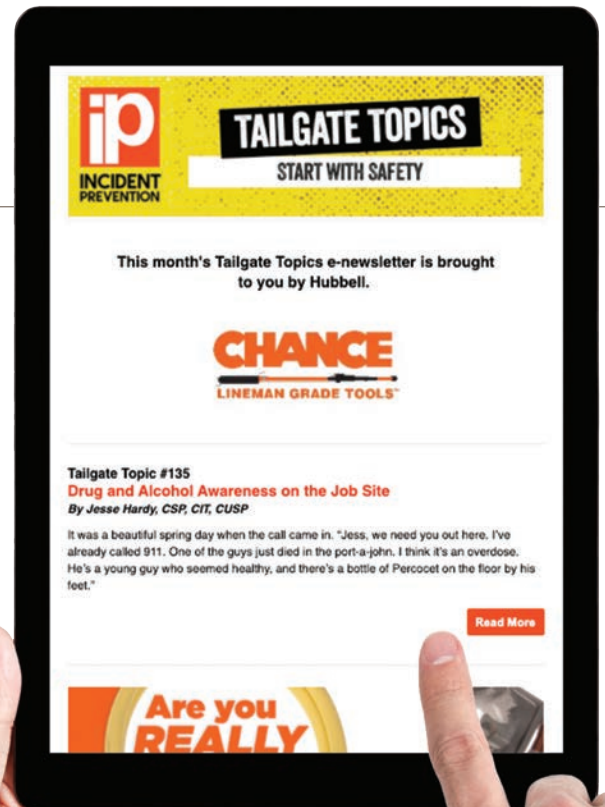 iP
INCIDENT
PREVENTION
TAILGATE TOPICS
START WITH SAFETY
This month's Tailgate Topics e-newsletter is brought
to you by Hubbell.
CHANCE
LINEMAN GRADE TOOLS™
Tailgate Topic #135
Drug and Alcohol Awareness on the Job Site
By Jesse Hardy, CSP, CIT, CUSP
It was a beautiful spring day when the call came in. "Jess, we need you out here. I've
already called 911. One of the guys just died in the port-a-john. I think it's an overdose.
He's a young guy who seemed healthy, and there's a bottle of Percocet on the floor by his
feet."
Read More
Are you
REALLY